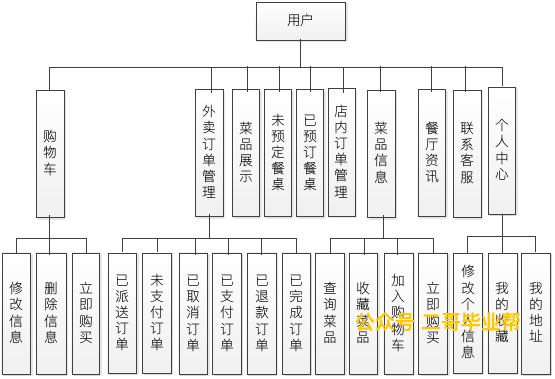 用户
购物车
外卖订单管理
菜品展示
未预定餐桌
已预订餐桌
店内订单管理
菜品信息
餐厅资讯
联系客服
个人中心
修改信息
删除信息
立即购买
已派送订单
未支付订单
已取消订单
已支付订单
已退款订单
已完成订单
查询菜品
收藏菜品
加入购物车
立即购买
修改个人信息
我的收藏
我的地址
公众号 二哥毕业帮